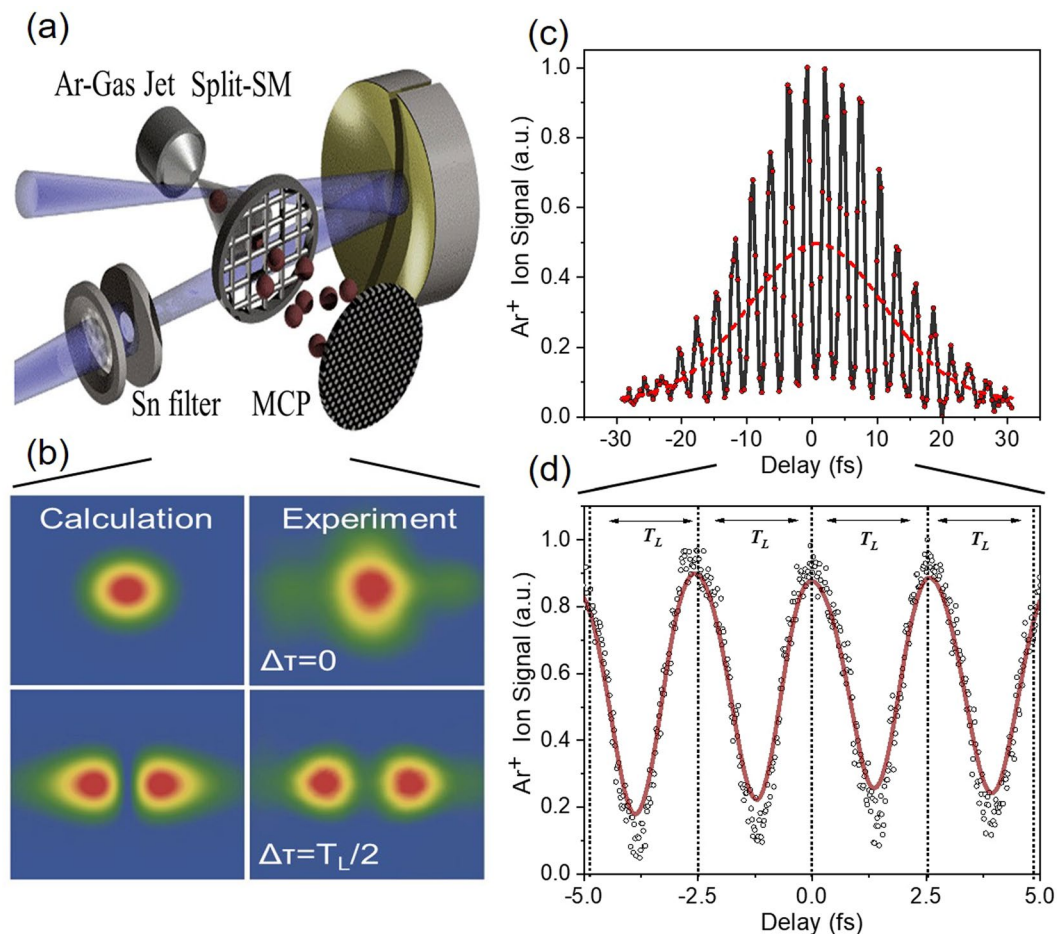 (a)
Ar-Gas Jet Split-SM
Sn filter
MCP
(b)
Calculation
Experiment
Δτ=0
Δτ=T_L/2
(c)
Ar⁺ Ion Signal (a.u.)
1.0
0.8
0.6
0.4
0.2
0.0
-30 -20 -10 0 10 20 30
Delay (fs)
(d)
Ar⁺ Ion Signal (a.u.)
T_L T_L T_L T_L
1.0
0.8
0.6
0.4
0.2
0.0
-5.0 -2.5 0.0 2.5 5.0
Delay (fs)